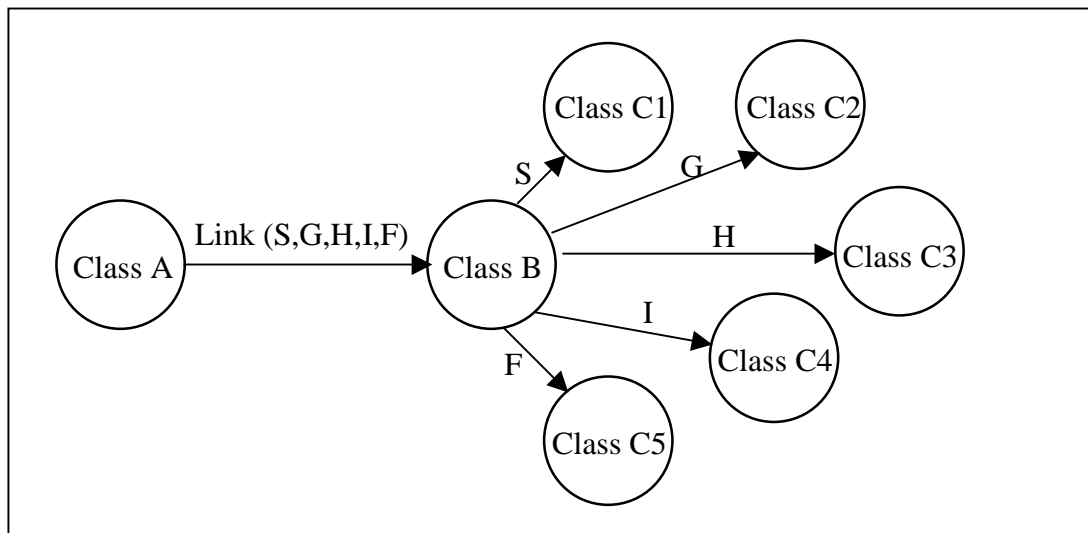 Class C1
Class C2
S
G
Link (S,G,H,I,F)
H
Class A
Class B
Class C3
I
F
Class C4
Class C5